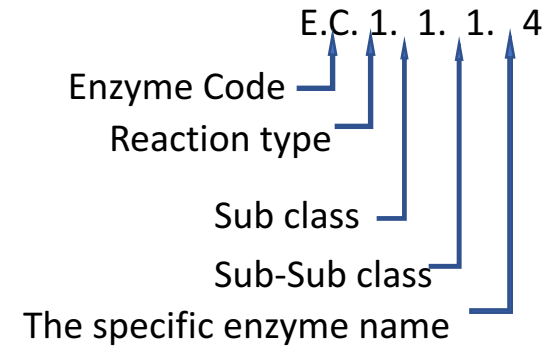 E.C. 1. 1. 1. 4
Enzyme Code
Reaction type
Sub class
Sub-Sub class
The specific enzyme name